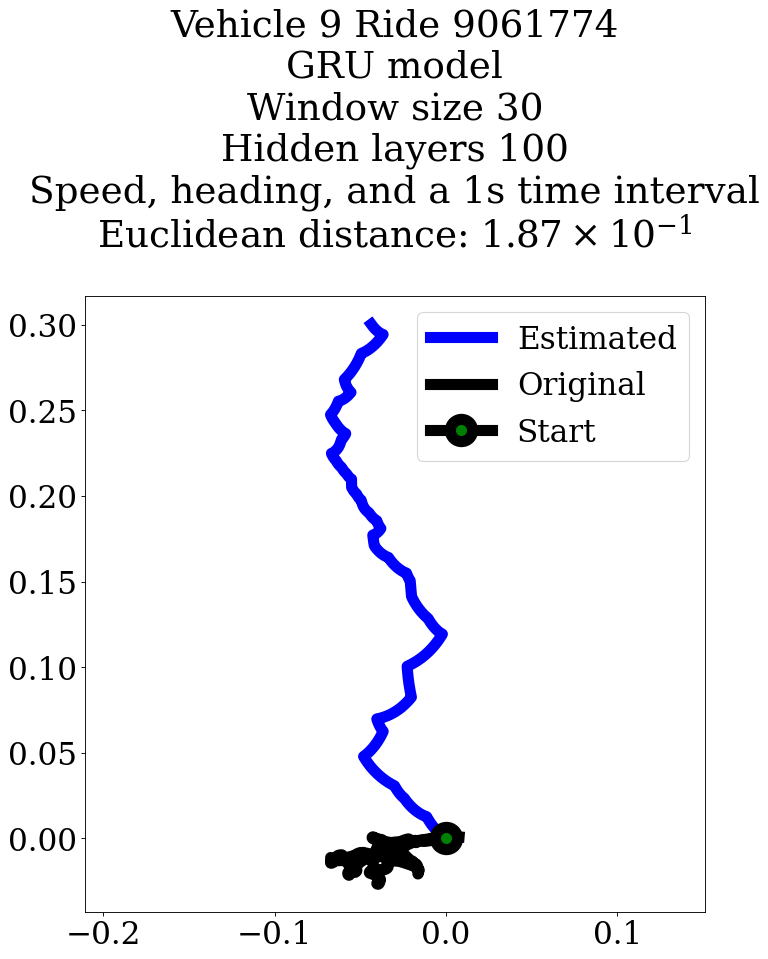 Vehicle 9 Ride 9061774
GRU model
Window size 30
Hidden layers 100
Speed, heading, and a 1s time interval
Euclidean distance: 1.87 × 10⁻¹
0.30
0.25
0.20
0.15
0.10
0.05
0.00
−0.2
−0.1
0.0
0.1
Estimated
Original
Start